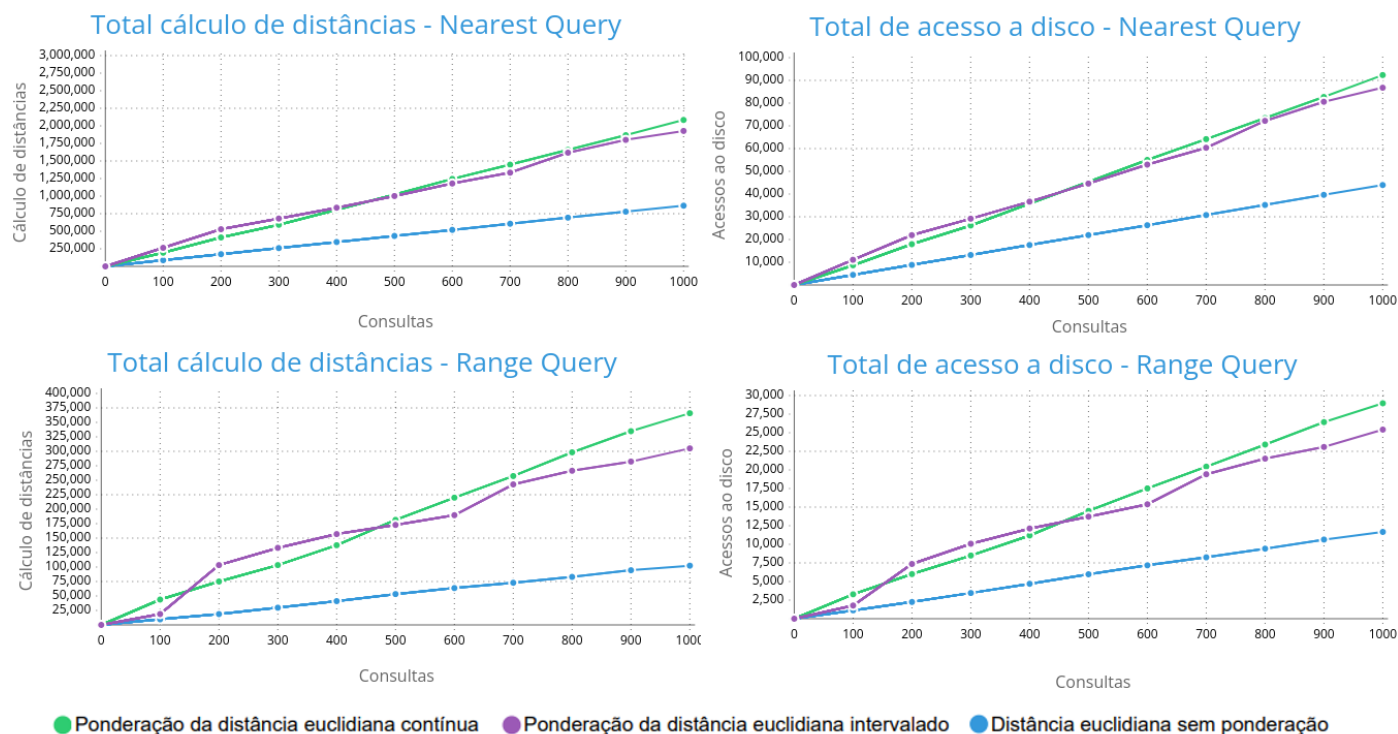 Total cálculo de distâncias - Nearest Query
Cálculo de distâncias
3,000,000
2,750,000
2,500,000
2,250,000
2,000,000
1,750,000
1,500,000
1,250,000
1,000,000
750,000
500,000
250,000
0 100 200 300 400 500 600 700 800 900 1000
Consultas
Total de acesso a disco - Nearest Query
Acessos ao disco
100,000
90,000
80,000
70,000
60,000
50,000
40,000
30,000
20,000
10,000
0 100 200 300 400 500 600 700 800 900 1000
Consultas
Total cálculo de distâncias - Range Query
Cálculo de distâncias
400,000
375,000
350,000
325,000
300,000
275,000
250,000
225,000
200,000
175,000
150,000
125,000
100,000
75,000
50,000
25,000
0 100 200 300 400 500 600 700 800 900 1000
Consultas
Total de acesso a disco - Range Query
Acessos ao disco
30,000
27,500
25,000
22,500
20,000
17,500
15,000
12,500
10,000
7,500
5,000
2,500
0 100 200 300 400 500 600 700 800 900 1000
Consultas
Ponderação da distância euclidiana contínua Ponderação da distância euclidiana intervalado Distância euclidiana sem ponderação